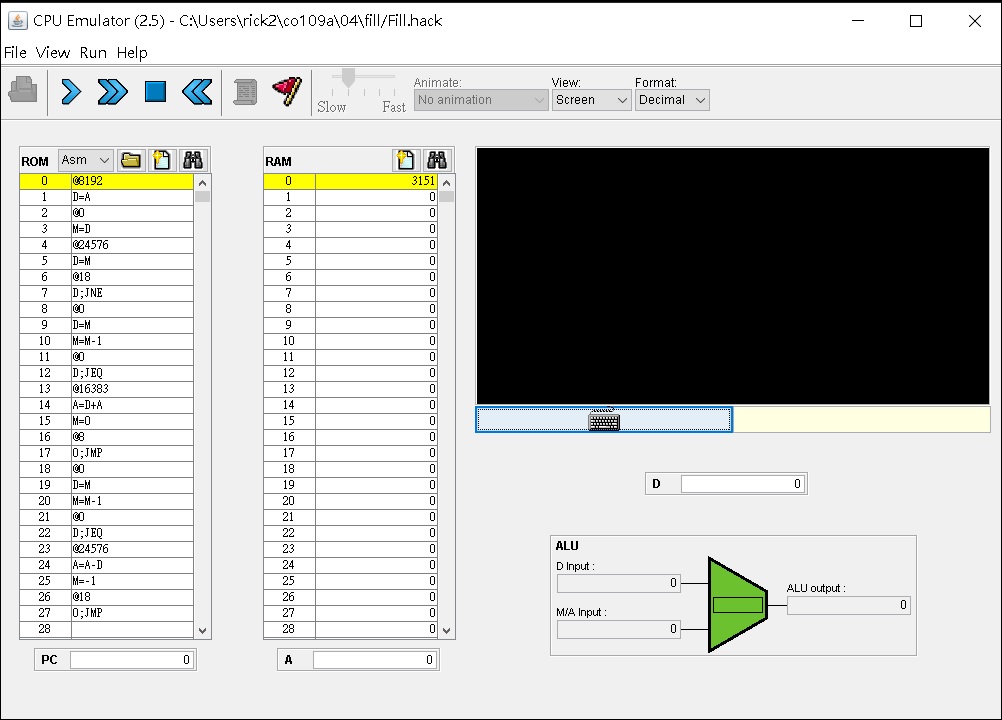 CPU Emulator (2.5) - C:\Users\rick2\co109a\04\fill/Fill.hack
File View Run Help
Slow Fast
Animate:
No animation
View:
Screen
Format:
Decimal
ROM Asm
0 @8192
1 D=A
2 @0
3 M=D
4 @24576
5 D=M
6 @18
7 D;JNE
8 @0
9 D=M
10 M=M-1
11 @0
12 D;JEQ
13 @16383
14 A=D+A
15 M=0
16 @8
17 0;JMP
18 @0
19 D=M
20 M=M-1
21 @0
22 D;JEQ
23 @24576
24 A=A-D
25 M=-1
26 @18
27 0;JMP
28
PC 0
RAM
0 3151
1 0
2 0
3 0
4 0
5 0
6 0
7 0
8 0
9 0
10 0
11 0
12 0
13 0
14 0
15 0
16 0
17 0
18 0
19 0
20 0
21 0
22 0
23 0
24 0
25 0
26 0
27 0
28 0
A 0
D 0
ALU
D Input :
0
M/A Input :
0
ALU output :
0